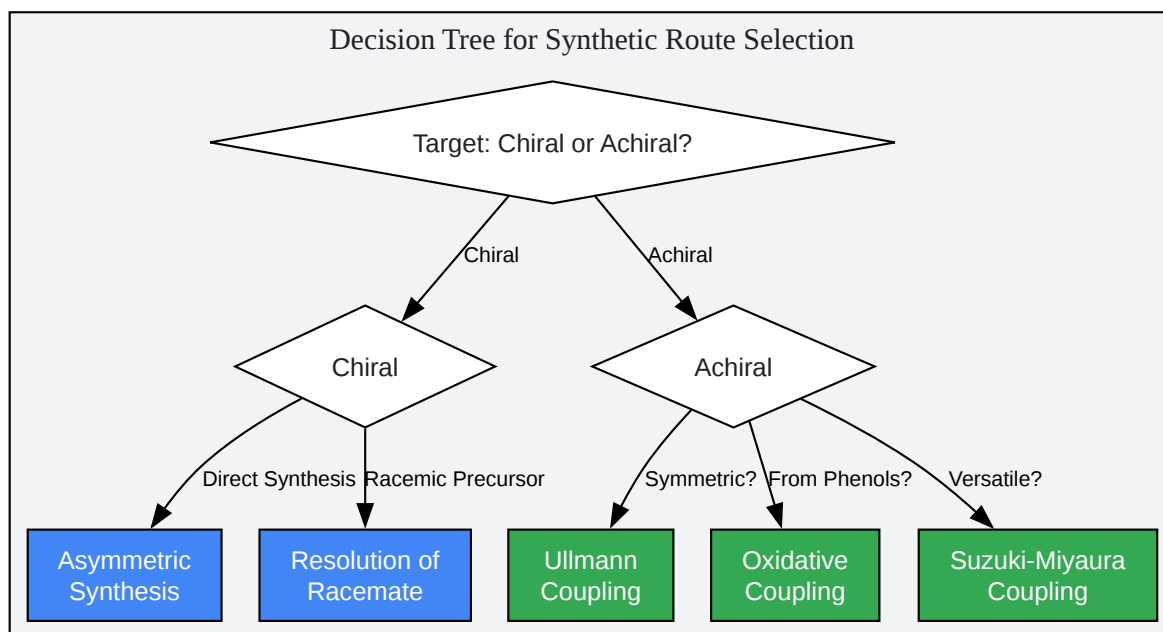 Decision Tree for Synthetic Route Selection
Target: Chiral or Achiral?
Chiral
Achiral
Chiral
Achiral
Direct Synthesis
Racemic Precursor
Symmetric?
From Phenols?
Versatile?
Asymmetric
Synthesis
Resolution of
Racemate
Ullmann
Coupling
Oxidative
Coupling
Suzuki-Miyaura
Coupling